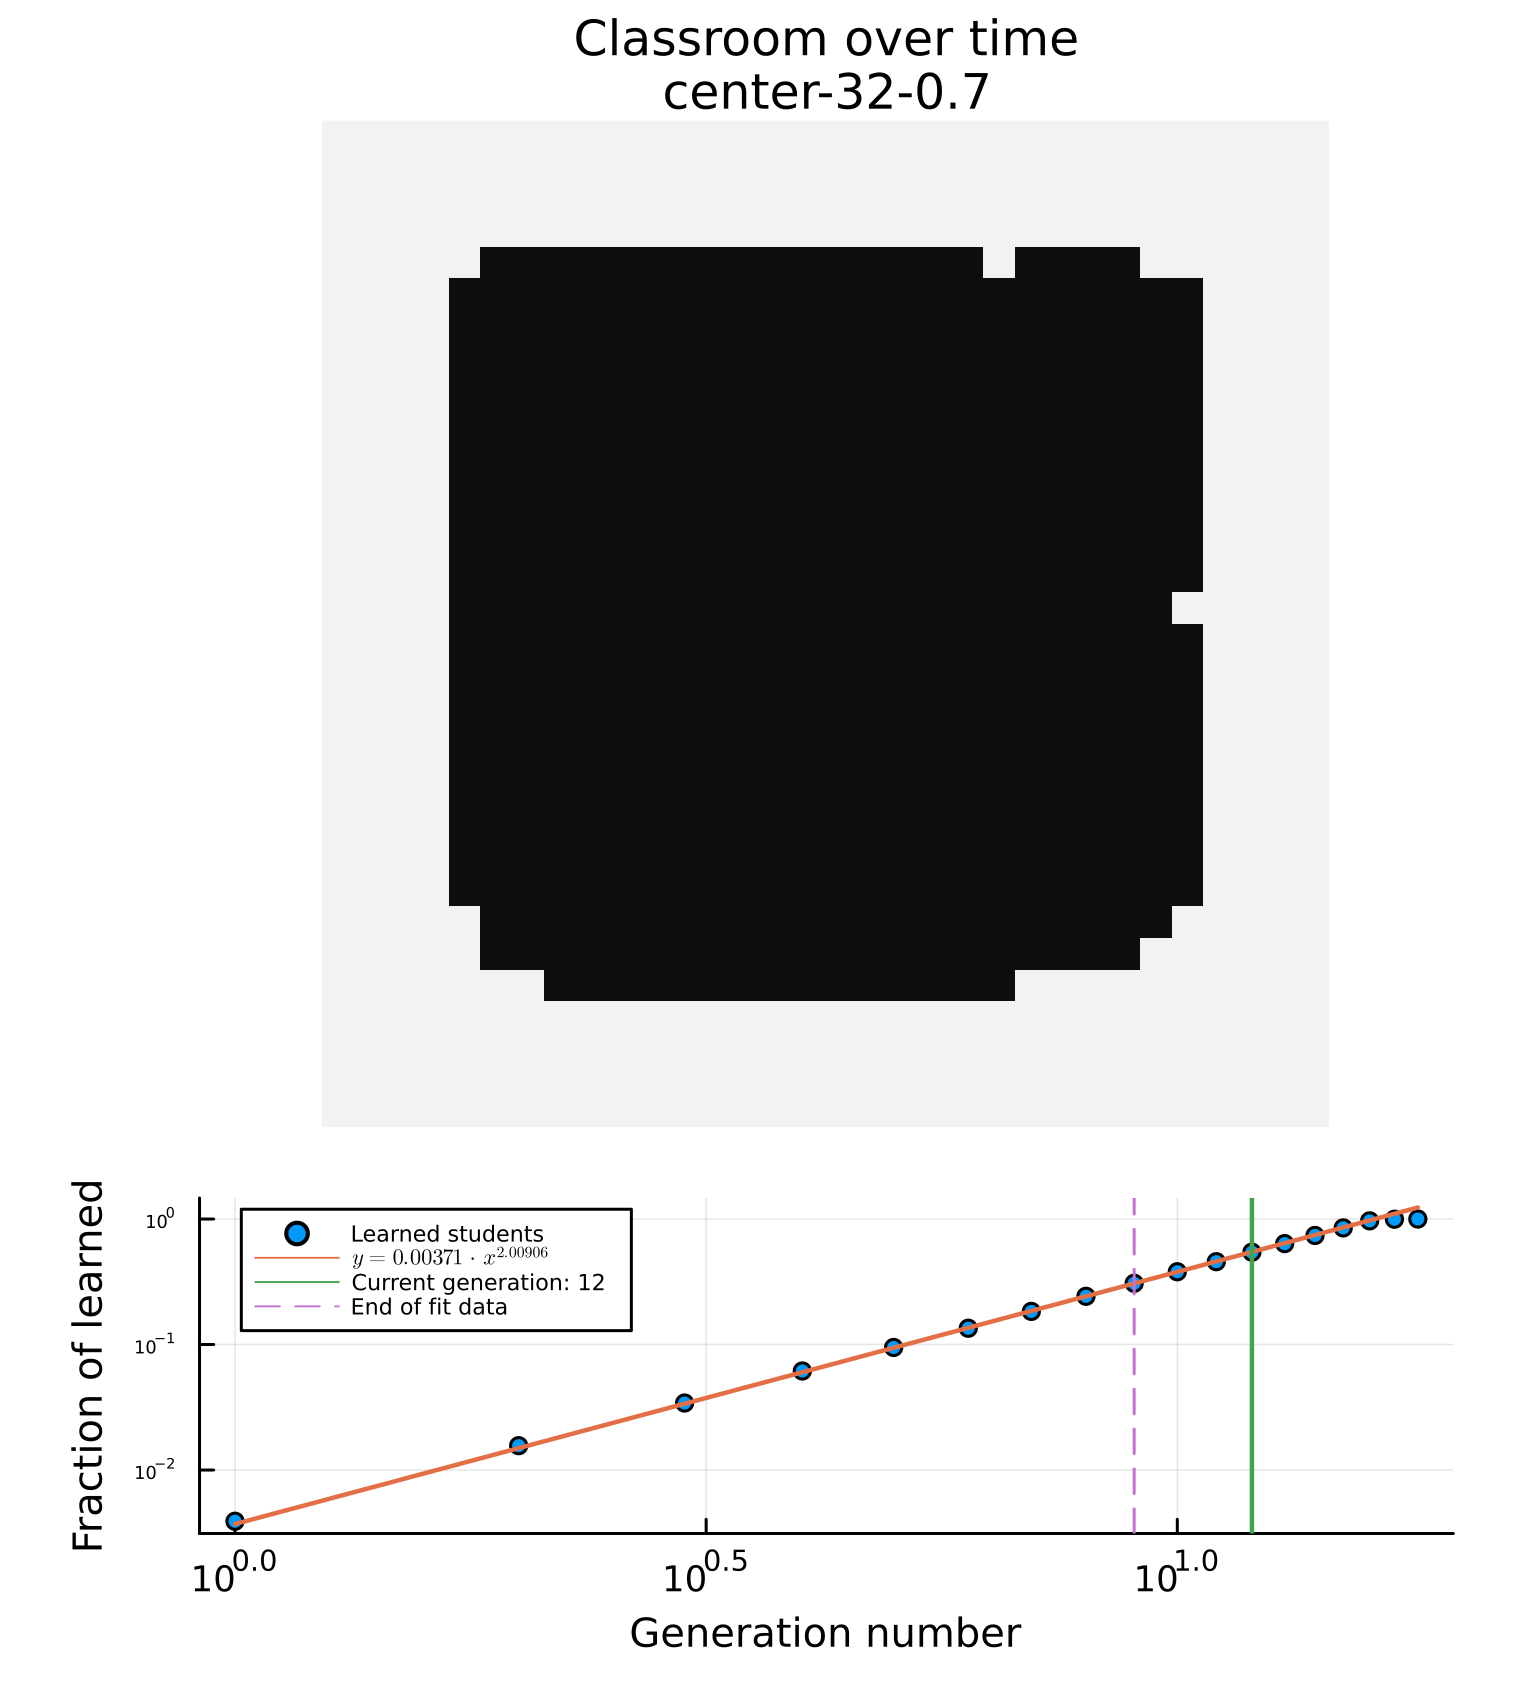 Classroom over time
center-32-0.7
Fraction of learned
10⁰
10⁻¹
10⁻²
Learned students
y = 0.00371 · x^2.00906
Current generation: 12
End of fit data
10^0.0 10^0.5 10^1.0
Generation number